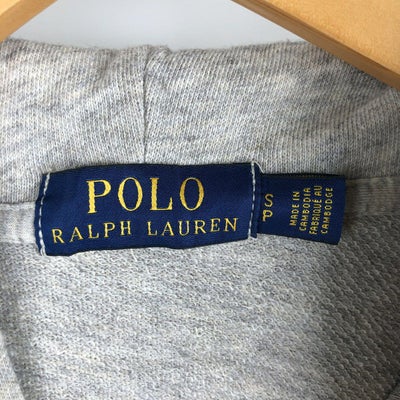 POLO
RALPH LAUREN
S
P
MADE IN
CAMBODIA
FABRIQUÉ AU
CAMBODGE